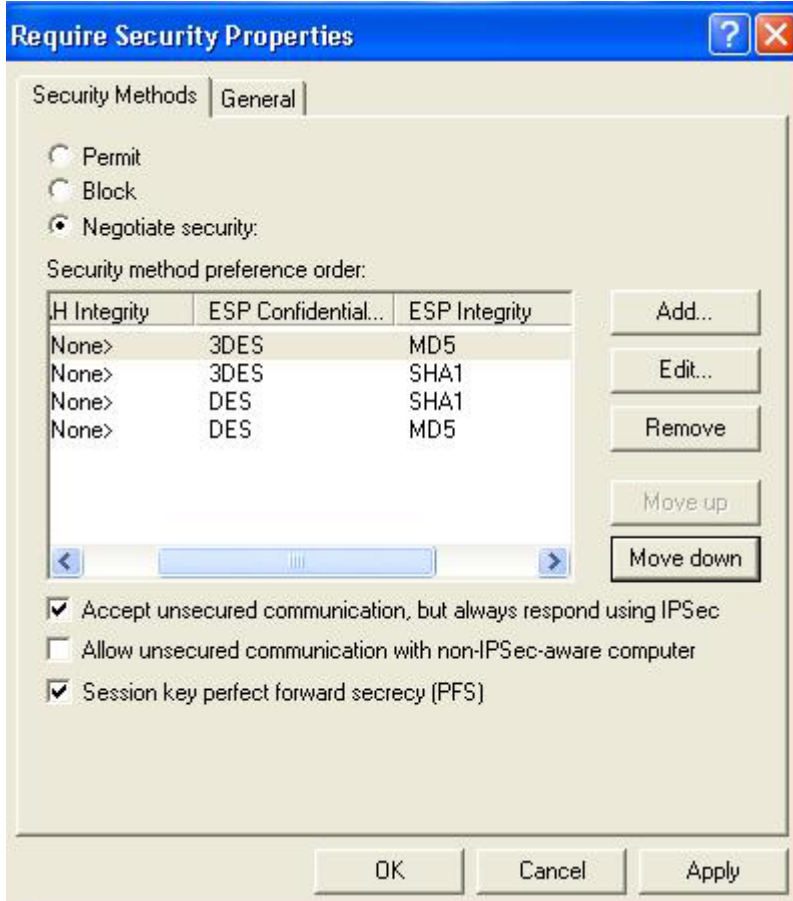 Require Security Properties
Security Methods General
Permit
Block
Negotiate security:
Security method preference order:
H Integrity ESP Confidential... ESP Integrity
None> 3DES MD5
None> 3DES SHA1
None> DES SHA1
None> DES MD5
Add...
Edit...
Remove
Move up
Move down
Accept unsecured communication, but always respond using IPSec
Allow unsecured communication with non-IPSec-aware computer
Session key perfect forward secrecy (PFS)
OK Cancel Apply